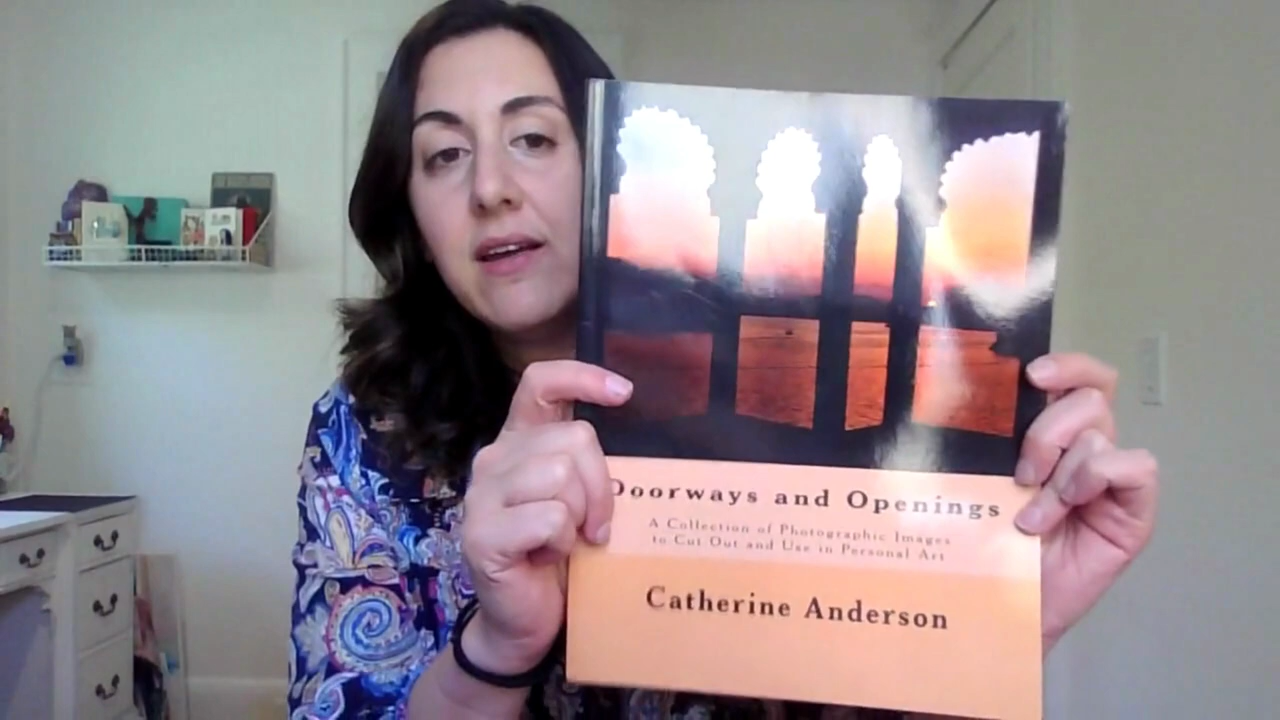 Doorways and Openings
A Collection of Photographic Images
to Cut Out and Use in Personal Art
Catherine Anderson